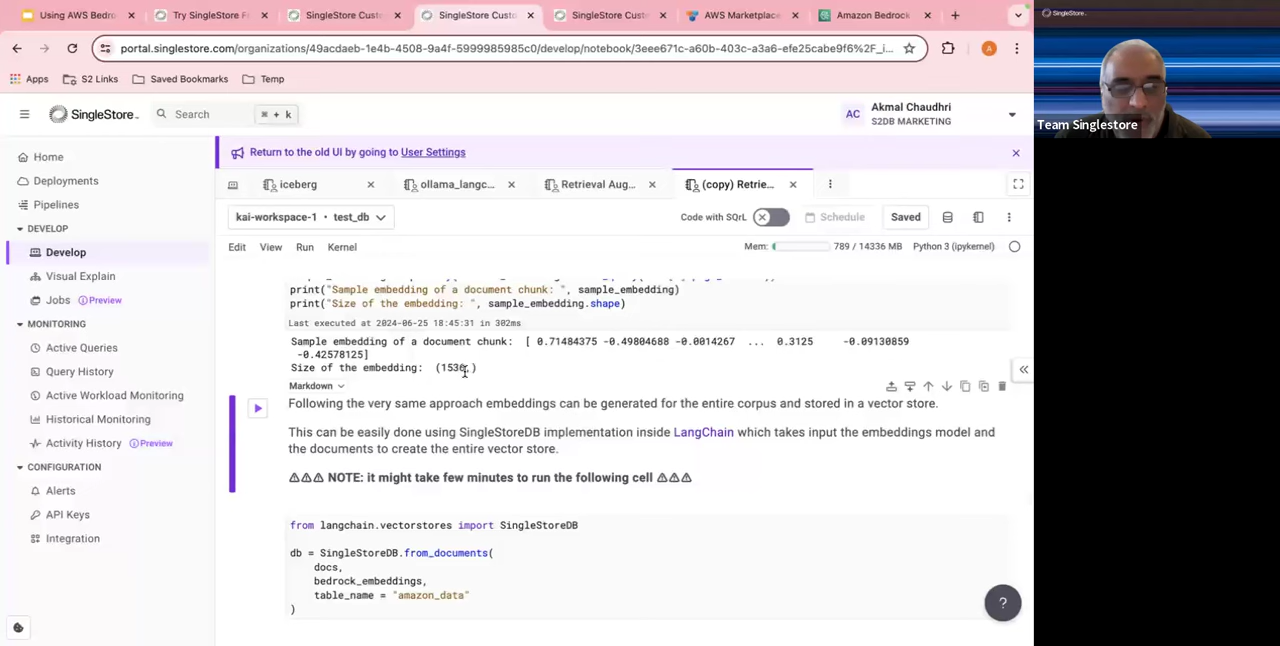 Using AWS Bedro
Try SingleStore Fr
SingleStore Custo
SingleStore Custo
SingleStore Custo
AWS Marketplace
Amazon Bedrock
portal.singlestore.com/organizations/49acdaeb-1e4b-4508-9a4f-5999985985c0/develop/notebook/3eee671c-a60b-403c-a3a6-efe25cabe9f6%2F_i...
A
Apps
S2 Links
Saved Bookmarks
Temp
SingleStore
Search
⌘ + k
AC
Akmal Chaudhri
S2DB MARKETING
Return to the old UI by going to User Settings
Home
Deployments
Pipelines
DEVELOP
Develop
Visual Explain
Jobs
Preview
MONITORING
Active Queries
Query History
Active Workload Monitoring
Historical Monitoring
Activity History
Preview
CONFIGURATION
Alerts
API Keys
Integration
iceberg
ollama_langc...
Retrieval Aug...
(copy) Retrie...
kai-workspace-1 • test_db
Code with SQrL
Schedule
Saved
Edit
View
Run
Kernel
Mem:
789 / 14336 MB
Python 3 (ipykernel)
print("Sample embedding of a document chunk: ", sample_embedding)
print("Size of the embedding: ", sample_embedding.shape)
Last executed at 2024-06-25 18:45:31 in 302ms
Sample embedding of a document chunk: [ 0.71484375 -0.49804688 -0.0014267 ... 0.3125 -0.09130859
-0.42578125]
Size of the embedding: (1536,)
Markdown
Following the very same approach embeddings can be generated for the entire corpus and stored in a vector store.
This can be easily done using SingleStoreDB implementation inside LangChain which takes input the embeddings model and
the documents to create the entire vector store.
⚠⚠⚠ NOTE: it might take few minutes to run the following cell ⚠⚠⚠
from langchain.vectorstores import SingleStoreDB
db = SingleStoreDB.from_documents(
docs,
bedrock_embeddings,
table_name = "amazon_data"
)
?
SingleStore
Team Singlestore